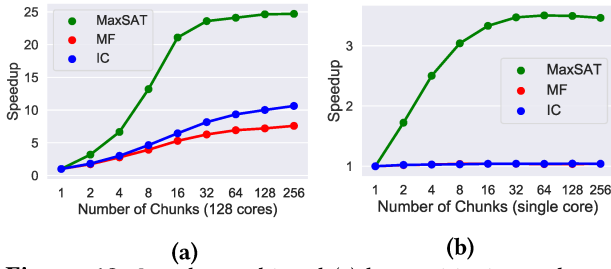 25
20
15
10
5
0
Speedup
MaxSAT
MF
IC
1 2 4 8 16 32 64 128 256
Number of Chunks (128 cores)
(a)
3
2
1
Speedup
MaxSAT
MF
IC
1 2 4 8 16 32 64 128 256
Number of Chunks (single core)
(b)